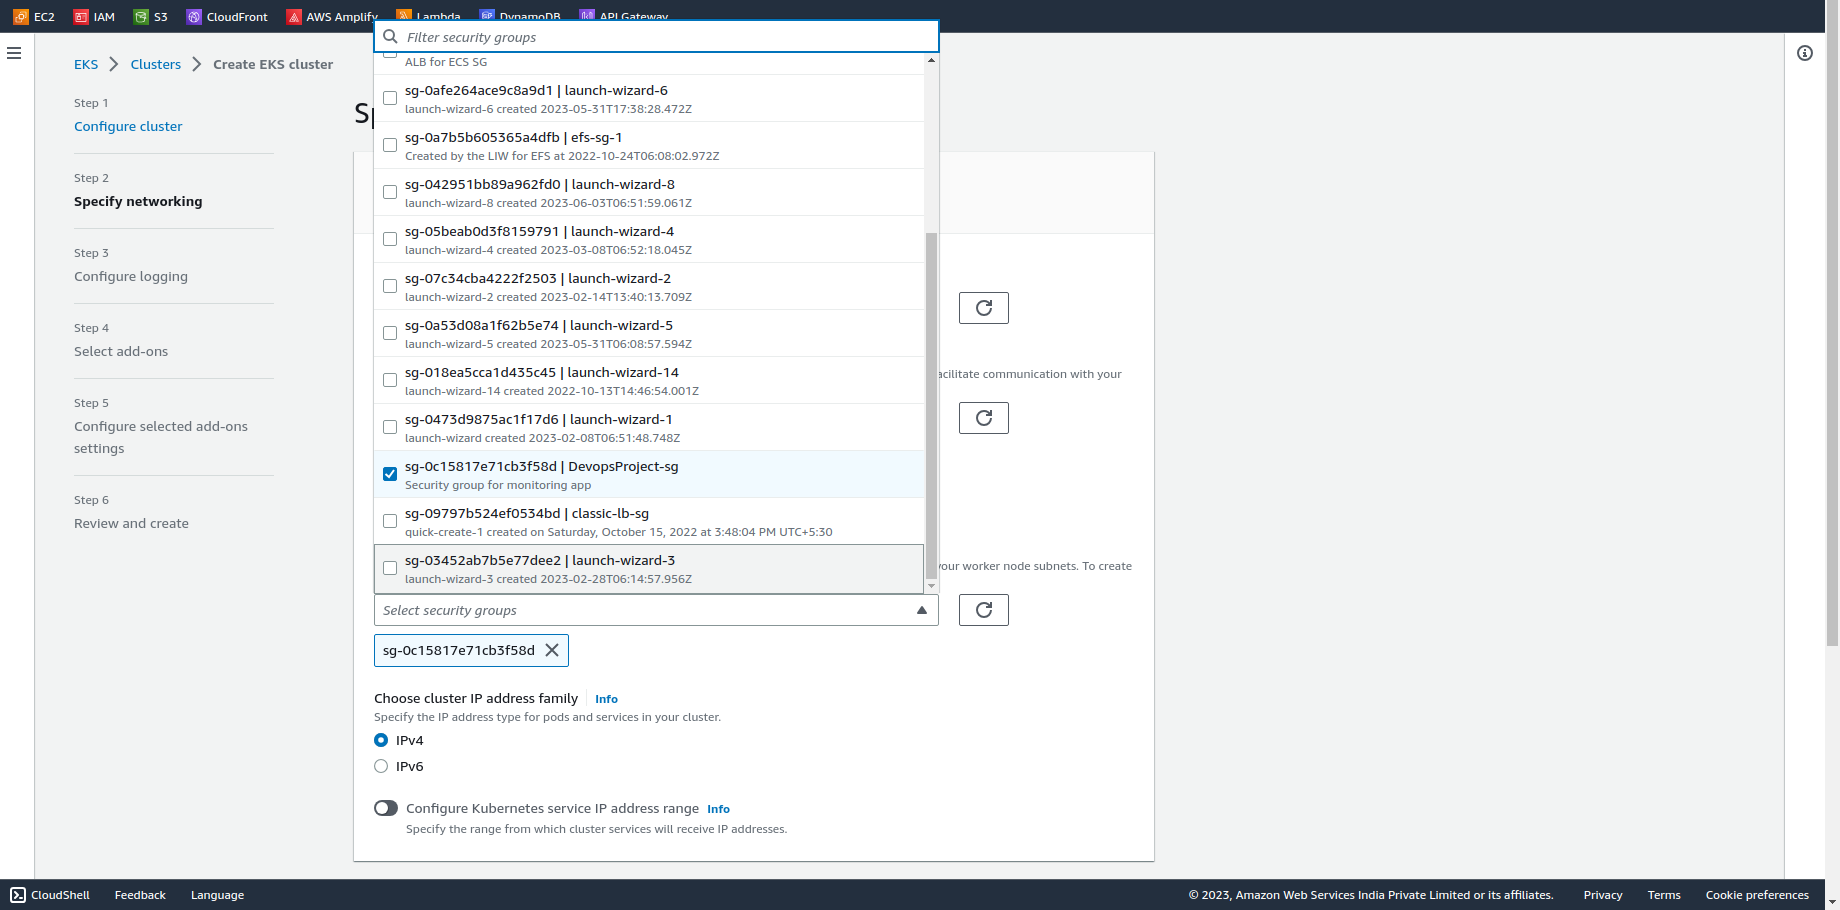 EC2 IAM S3 CloudFront AWS Amplify Lambda DynamoDB API Gateway
Filter security groups
EKS Clusters Create EKS cluster
Step 1
Configure cluster
Step 2
Specify networking
Step 3
Configure logging
Step 4
Select add-ons
Step 5
Configure selected add-ons
settings
Step 6
Review and create
ALB for ECS SG
sg-0afe264ace9c8a9d1 | launch-wizard-6
launch-wizard-6 created 2023-05-31T17:38:28.472Z
sg-0a7b5b605365a4dfb | efs-sg-1
Created by the LIW for EFS at 2022-10-24T06:08:02.972Z
sg-042951bb89a962fd0 | launch-wizard-8
launch-wizard-8 created 2023-06-03T06:51:59.061Z
sg-05beab0d3f8159791 | launch-wizard-4
launch-wizard-4 created 2023-03-08T06:52:18.045Z
sg-07c34cba4222f2503 | launch-wizard-2
launch-wizard-2 created 2023-02-14T13:40:13.709Z
sg-0a53d08a1f62b5e74 | launch-wizard-5
launch-wizard-5 created 2023-05-31T06:08:57.594Z
sg-018ea5cca1d435c45 | launch-wizard-14
launch-wizard-14 created 2022-10-13T14:46:54.001Z
sg-0473d9875ac1f17d6 | launch-wizard-1
launch-wizard created 2023-02-08T06:51:48.748Z
sg-0c15817e71cb3f58d | DevopsProject-sg
Security group for monitoring app
sg-09797b524ef0534bd | classic-lb-sg
quick-create-1 created on Saturday, October 15, 2022 at 3:48:04 PM UTC+5:30
sg-03452ab7b5e77dee2 | launch-wizard-3
launch-wizard-3 created 2023-02-28T06:14:57.956Z
communication with your
worker node subnets. To create
Select security groups
sg-0c15817e71cb3f58d
Choose cluster IP address family Info
Specify the IP address type for pods and services in your cluster.
IPv4
IPv6
Configure Kubernetes service IP address range Info
Specify the range from which cluster services will receive IP addresses.
CloudShell Feedback Language © 2023, Amazon Web Services India Private Limited or its affiliates. Privacy Terms Cookie preferences